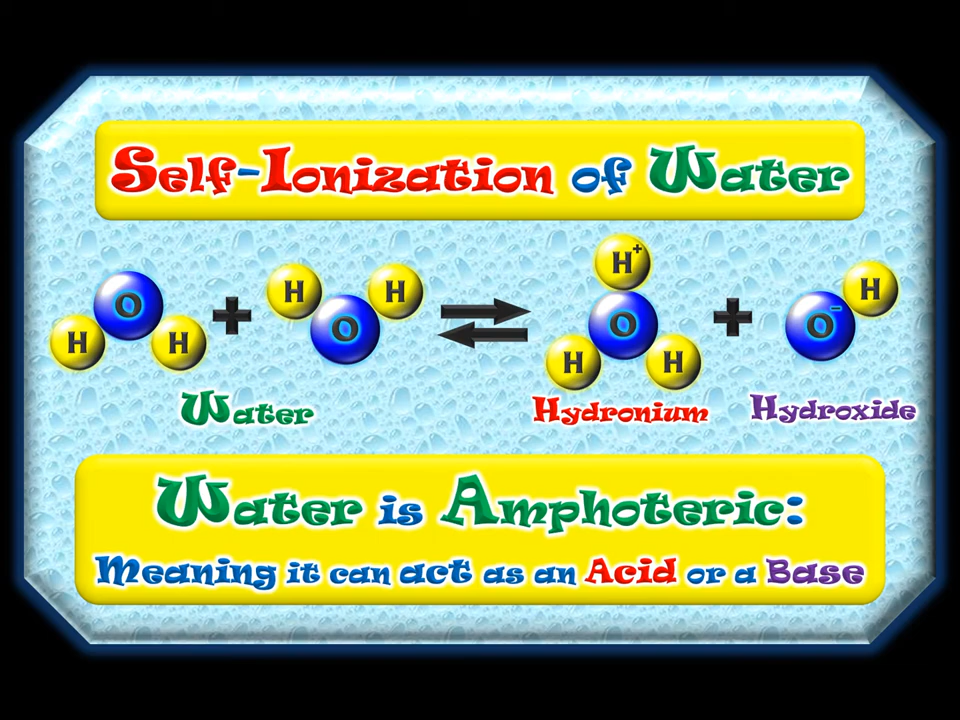 Self-Ionization of Water
H O H + H O H ⇌ H+ O H H + O- H
Water Hydronium Hydroxide
Water is Amphoteric:
Meaning it can act as an Acid or a Base